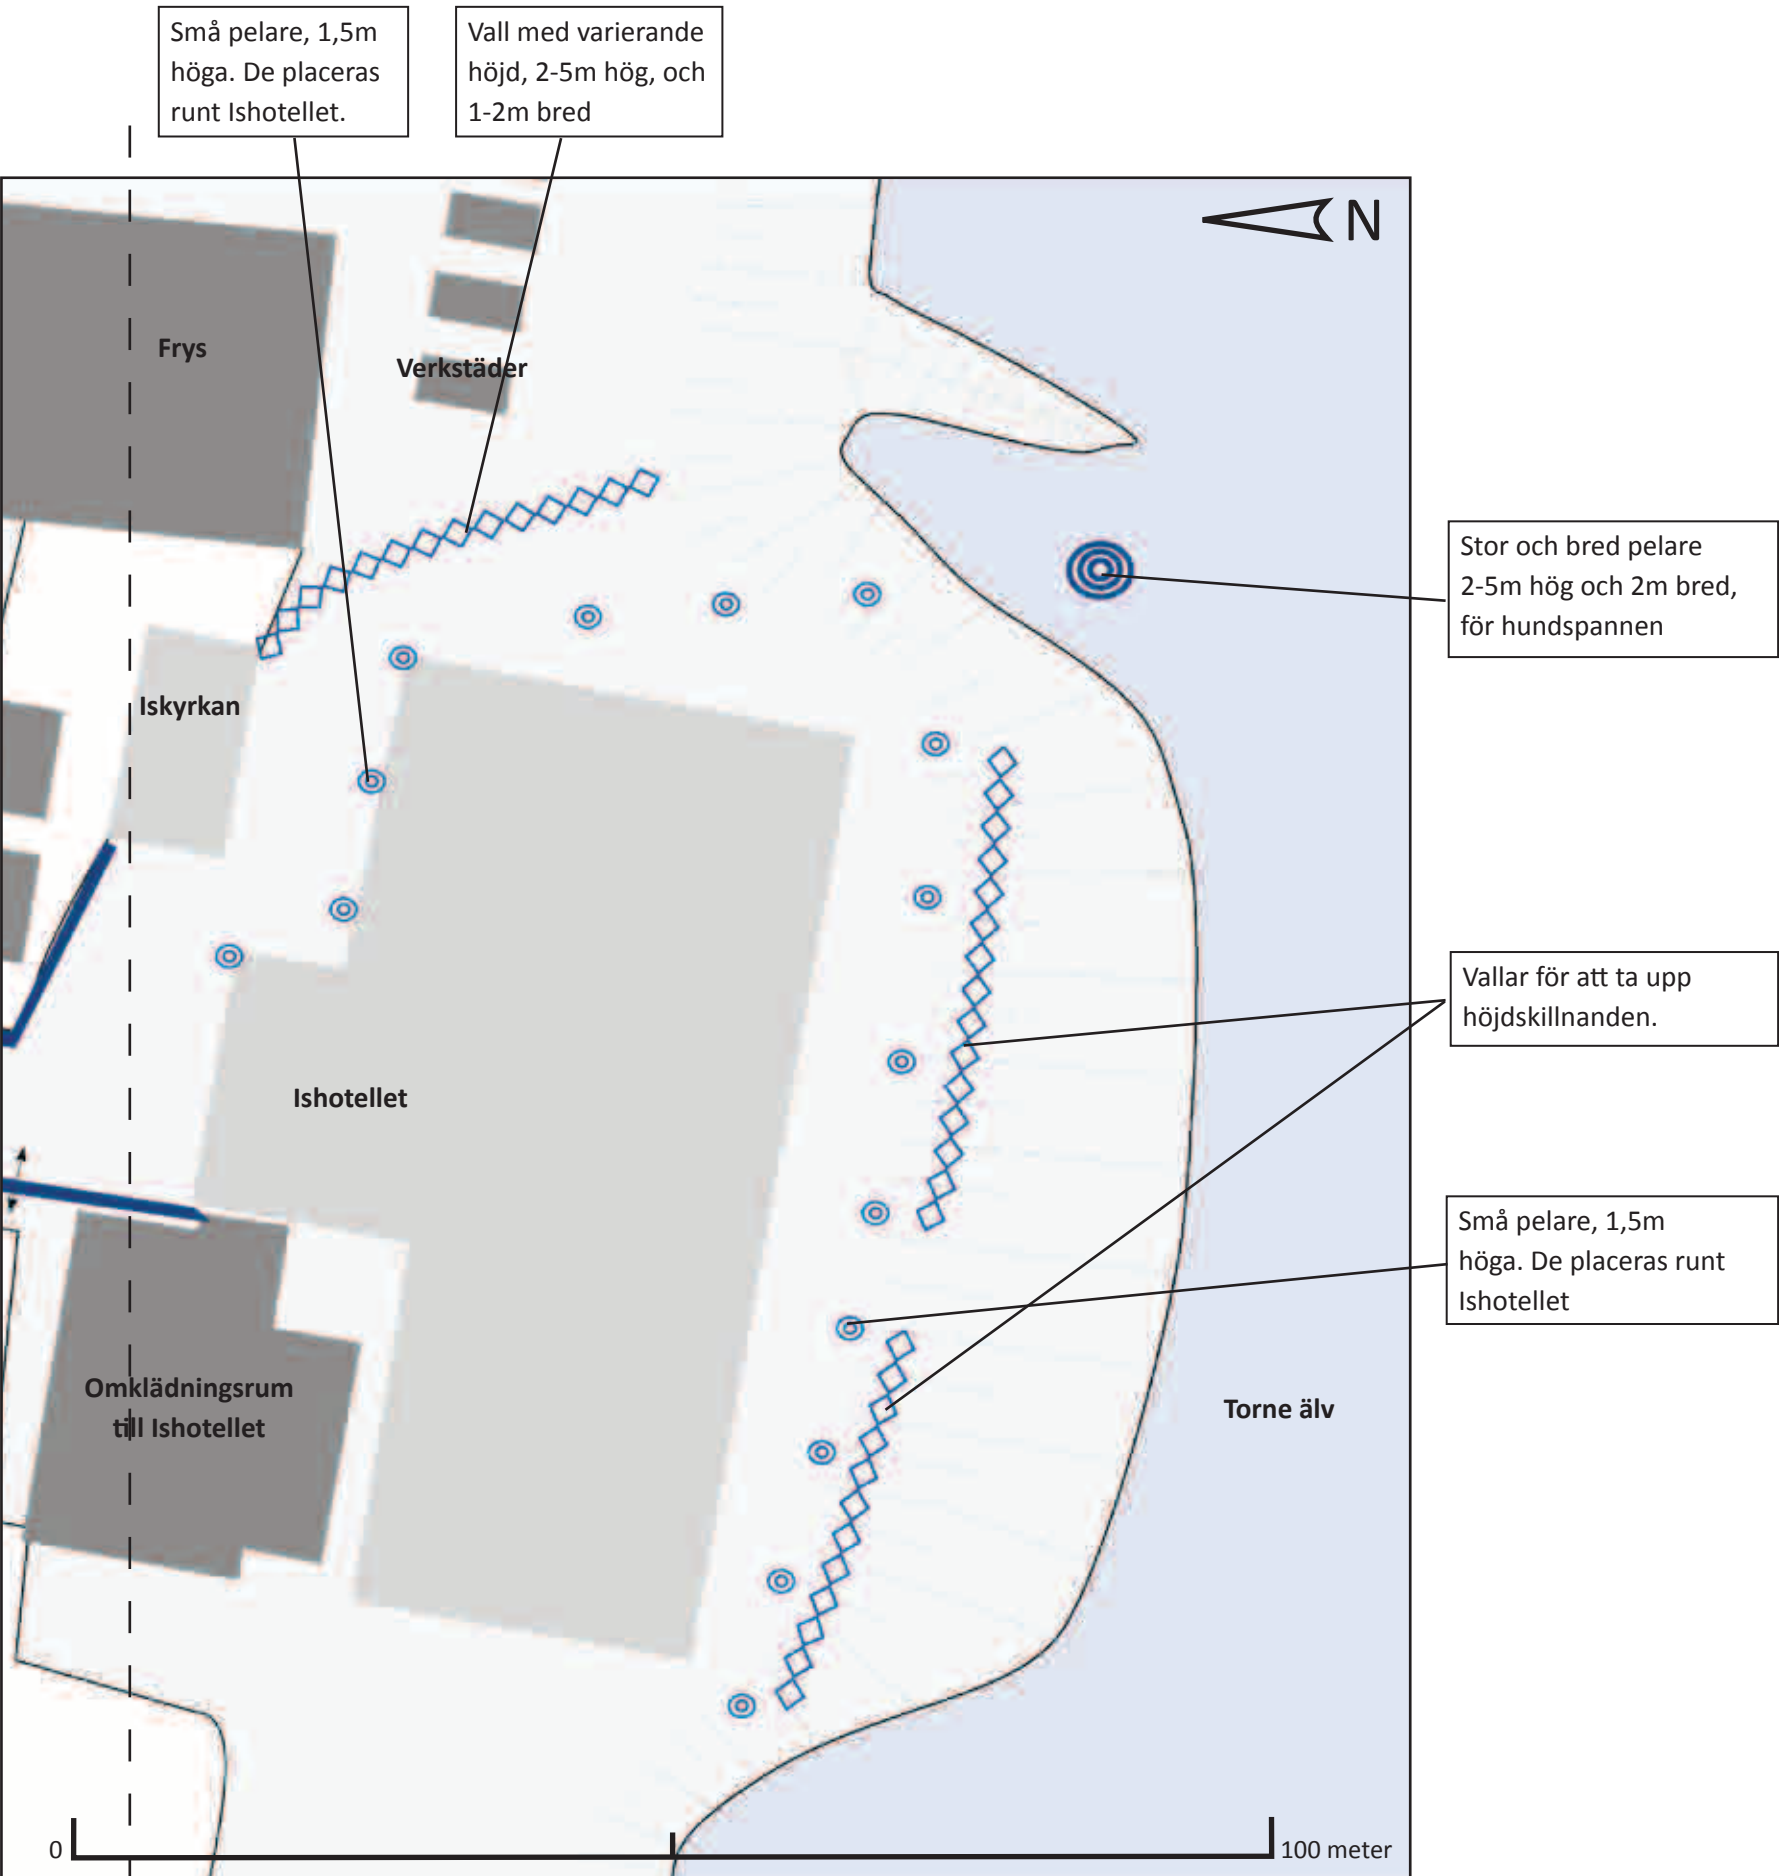 Små pelare, 1,5m
höga. De placeras
runt Ishotellet.
Vall med varierande
höjd, 2-5m hög, och
1-2m bred
N
Frys
Verkstäder
Stor och bred pelare
2-5m hög och 2m bred,
för hundspannen
Iskyrkan
Vallar för att ta upp
höjdskillnanden.
Ishotellet
Små pelare, 1,5m
höga. De placeras runt
Ishotellet
Omklädningsrum
till Ishotellet
Torne älv
0
100 meter